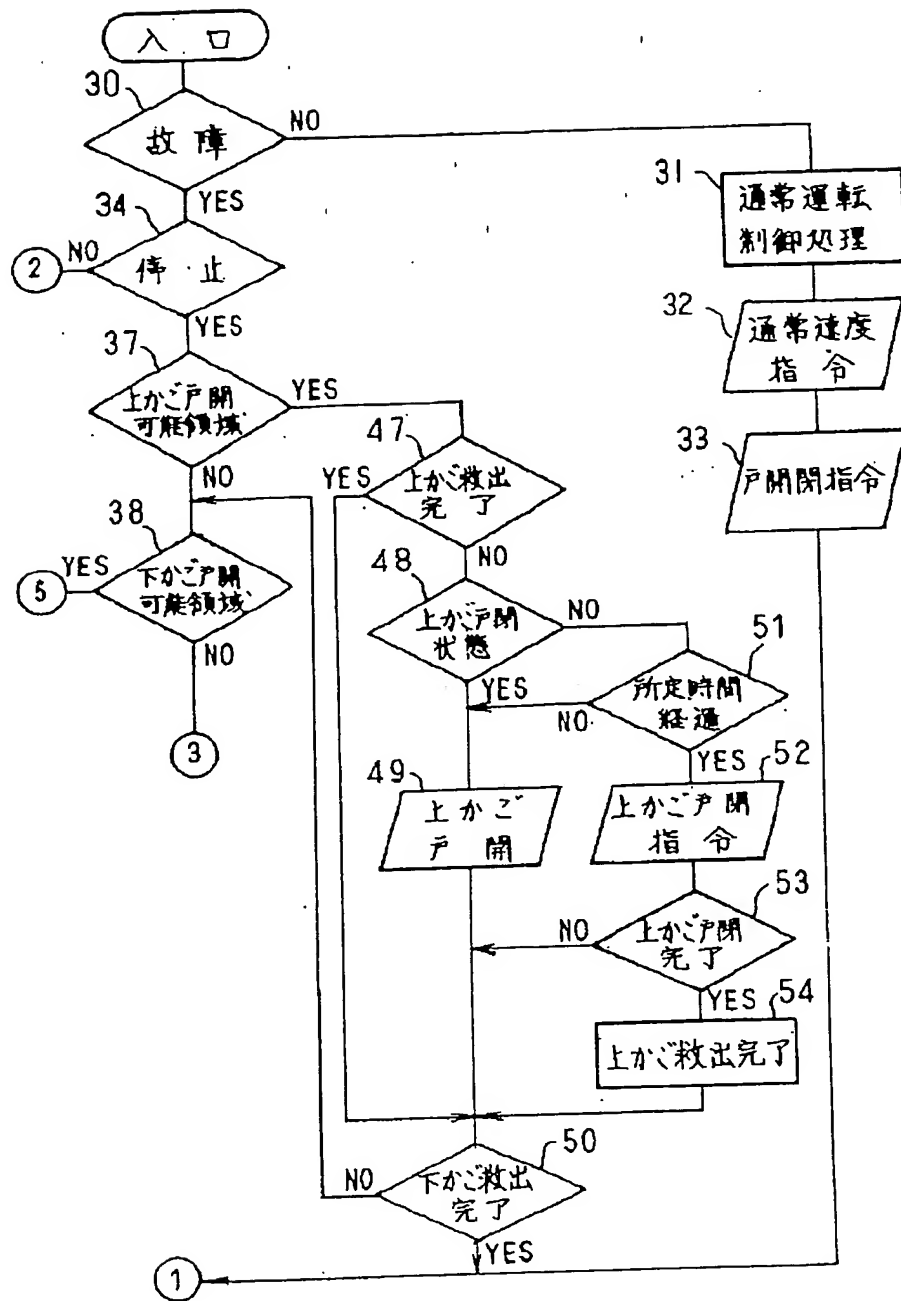 入口
30
故障
NO
YES
31
通常運転
制御処理
34
NO
②
停止
YES
32
通常速度
指令
37
上かご戸開
可能領域
YES
NO
33
戸開閉指令
47
YES
上かご救出
完了
NO
38
YES
⑤
下かご戸開
可能領域
NO
③
48
上かご戸閉
状態
NO
YES
51
所定時間
経過
NO
YES
49
上かご
戸開
52
上かご戸閉
指令
53
NO
上かご戸閉
完了
YES
54
上かご救出完了
50
NO
下かご救出
完了
YES
①